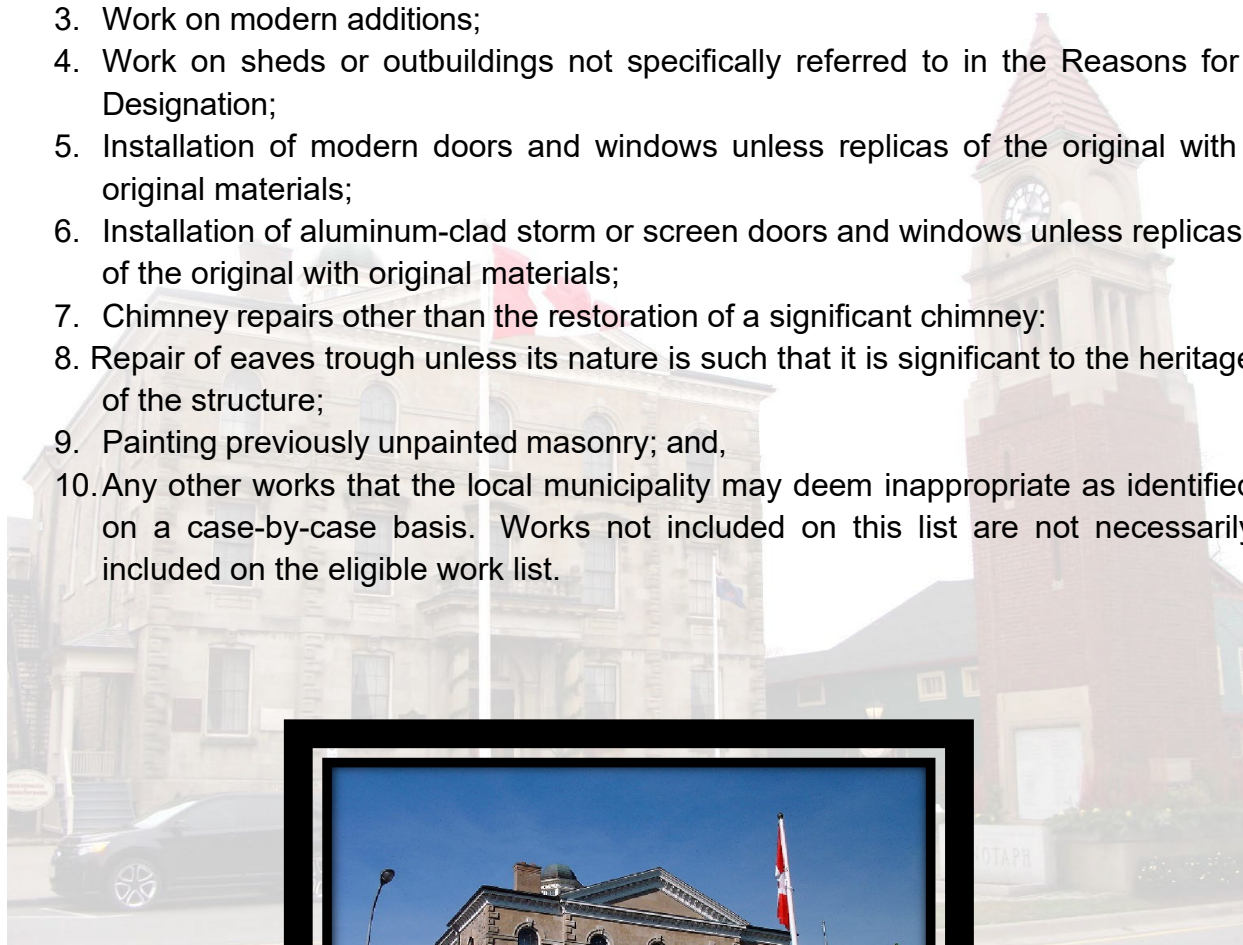 3. Work on modern additions;
4. Work on sheds or outbuildings not specifically referred to in the Reasons for
Designation;
5. Installation of modern doors and windows unless replicas of the original with
original materials;
6. Installation of aluminum-clad storm or screen doors and windows unless replicas
of the original with original materials;
7. Chimney repairs other than the restoration of a significant chimney:
8. Repair of eaves trough unless its nature is such that it is significant to the heritage
of the structure;
9. Painting previously unpainted masonry; and,
10. Any other works that the local municipality may deem inappropriate as identified
on a case-by-case basis. Works not included on this list are not necessarily
included on the eligible work list.